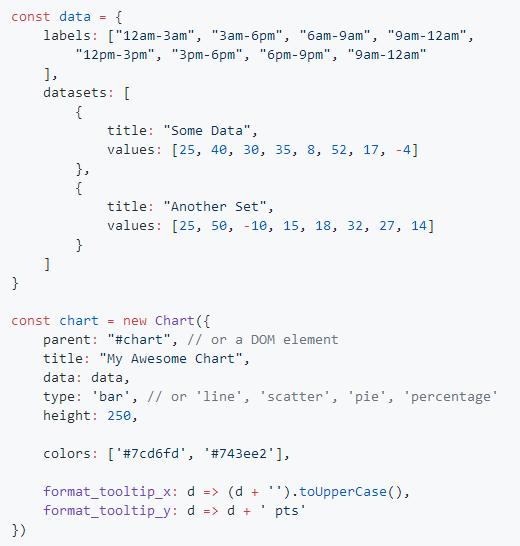 const data = {
    labels: ["12am-3am", "3am-6pm", "6am-9am", "9am-12am",
        "12pm-3pm", "3pm-6pm", "6pm-9pm", "9am-12am"
    ],
    datasets: [
        {
            title: "Some Data",
            values: [25, 40, 30, 35, 8, 52, 17, -4]
        },
        {
            title: "Another Set",
            values: [25, 50, -10, 15, 18, 32, 27, 14]
        }
    ]
}

const chart = new Chart({
    parent: "#chart", // or a DOM element
    title: "My Awesome Chart",
    data: data,
    type: 'bar', // or 'line', 'scatter', 'pie', 'percentage'
    height: 250,

    colors: ['#7cd6fd', '#743ee2'],

    format_tooltip_x: d => (d + '').toUpperCase(),
    format_tooltip_y: d => d + ' pts'
})